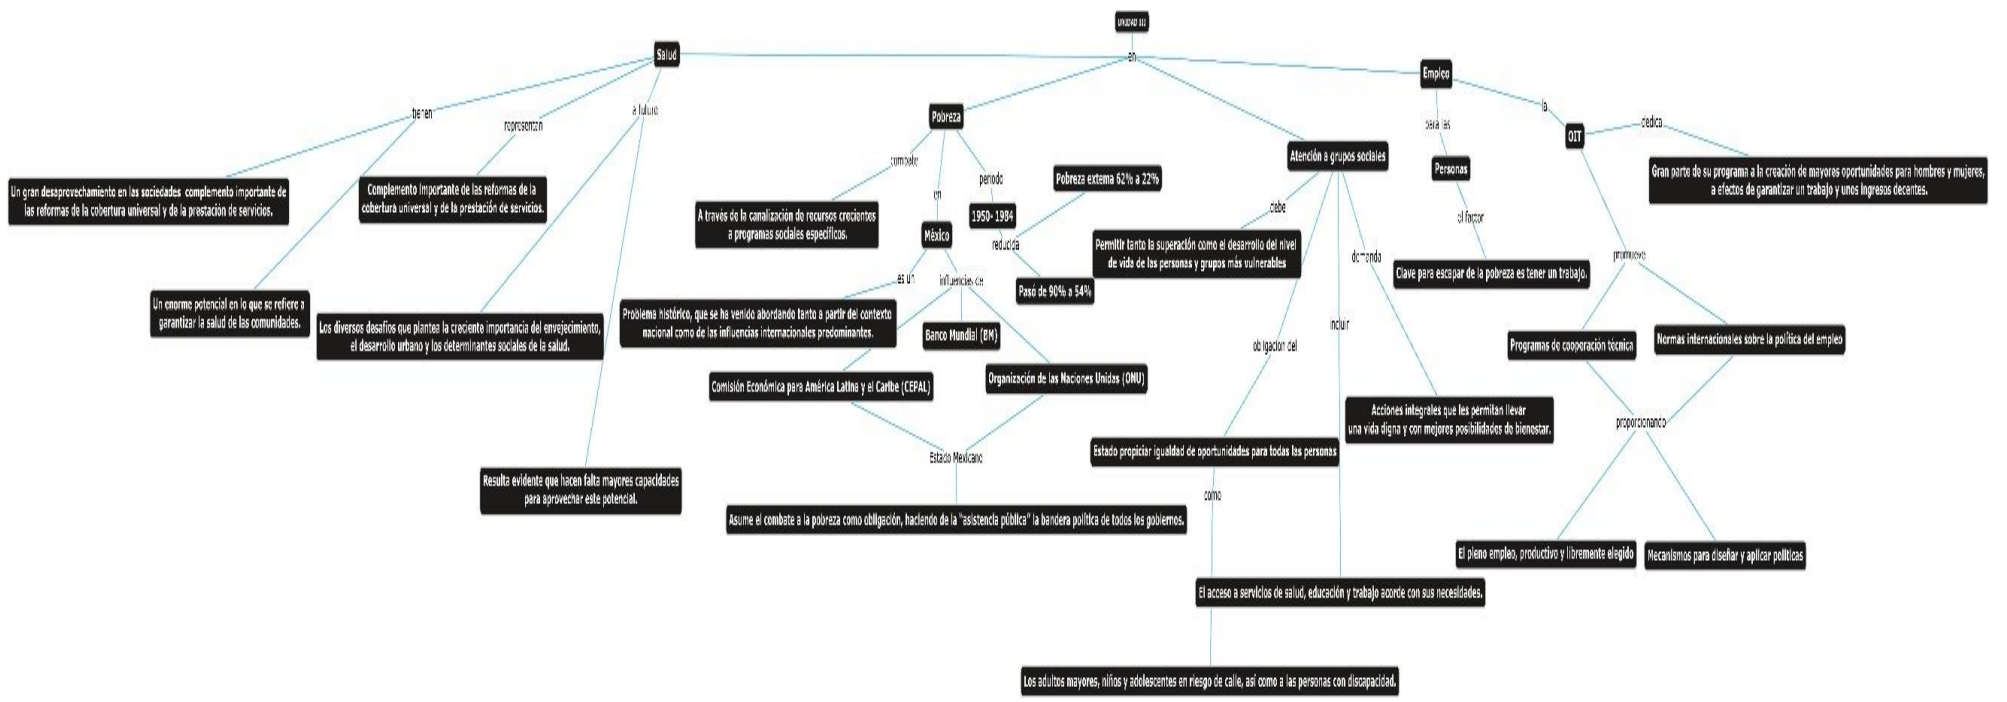 UNIDAD III
en
Salud
Empleo
tienen
representan
a futuro
Pobreza
combate
en
periodo
Atención a grupos sociales
para las
la
OIT
dedica
Un gran desaprovechamiento en las sociedades complemento importante de
las reformas de la cobertura universal y de la prestación de servicios.
Complemento importante de las reformas de la
cobertura universal y de la prestación de servicios.
A través de la canalización de recursos crecientes
a programas sociales específicos.
México
1950- 1984
Pobreza extema 62% a 22%
reducida
Pasó de 90% a 54%
debe
Permitir tanto la superación como el desarrollo del nivel
de vida de las personas y grupos más vulnerables
demanda
Personas
el factor
Clave para escapar de la pobreza es tener un trabajo.
Gran parte de su programa a la creación de mayores oportunidades para hombres y mujeres,
a efectos de garantizar un trabajo y unos ingresos decentes.
promueve
Un enorme potencial en lo que se refiere a
garantizar la salud de las comunidades.
Los diversos desafíos que plantea la creciente importancia del envejecimiento,
el desarrollo urbano y los determinantes sociales de la salud.
es un
influencias de
Problema histórico, que se ha venido abordando tanto a partir del contexto
nacional como de las influencias internacionales predominantes.
Banco Mundial (BM)
Comisión Económica para América Latina y el Caribe (CEPAL)
Organización de las Naciones Unidas (ONU)
incluir
obligacion del
Programas de cooperación técnica
Normas internacionales sobre la política del empleo
Acciones integrales que les permitan llevar
una vida digna y con mejores posibilidades de bienestar.
proporcionando
Estado Mexicano
Estado propiciar igualdad de oportunidades para todas las personas
Resulta evidente que hacen falta mayores capacidades
para aprovechar este potencial.
como
Asume el combate a la pobreza como obligación, haciendo de la "asistencia pública" la bandera política de todos los gobiernos.
El pleno empleo, productivo y libremente elegido
Mecanismos para diseñar y aplicar políticas
El acceso a servicios de salud, educación y trabajo acorde con sus necesidades.
Los adultos mayores, niños y adolescentes en riesgo de calle, así como a las personas con discapacidad.